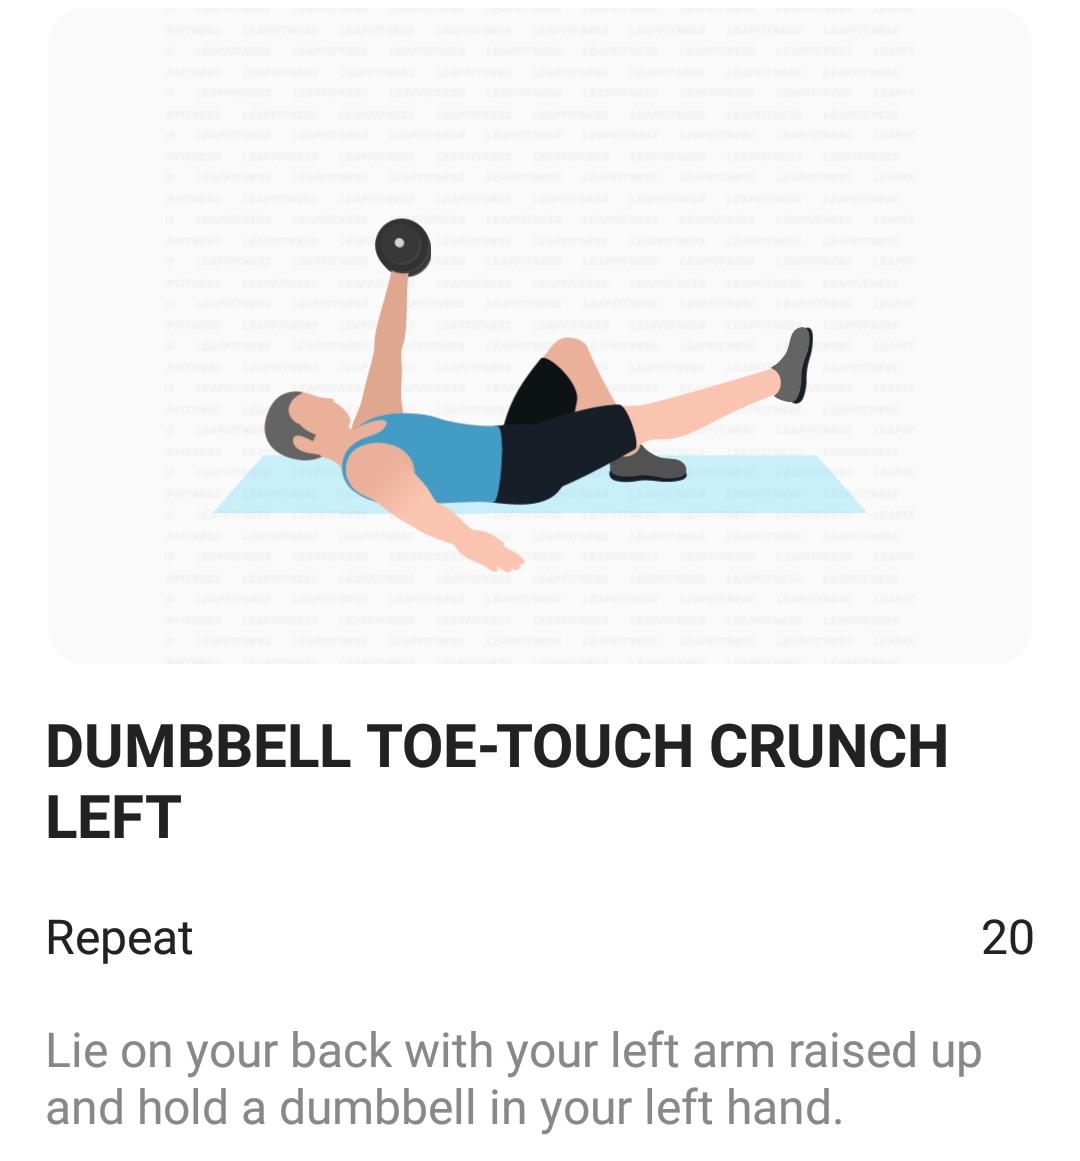 DUMBBELL TOE-TOUCH CRUNCH
LEFT
Repeat 20
Lie on your back with your left arm raised up
and hold a dumbbell in your left hand.
LEAPFITNESS